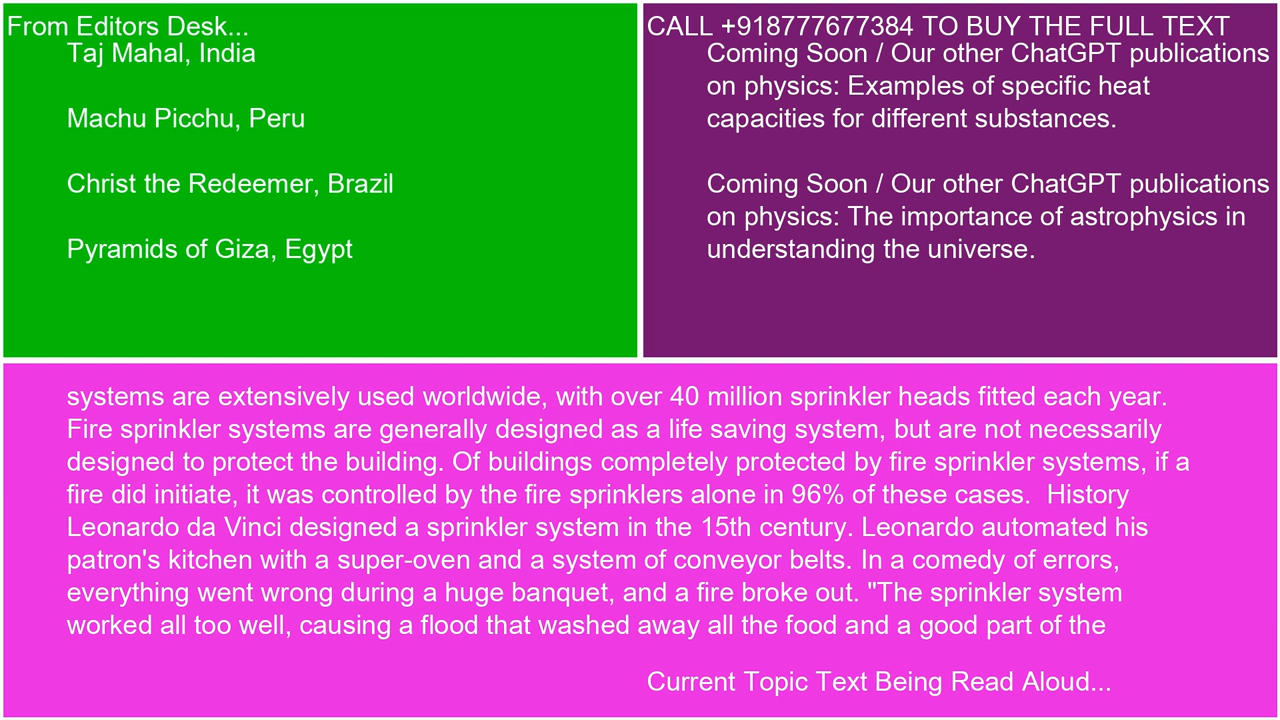 From Editors Desk...
Taj Mahal, India
Machu Picchu, Peru
Christ the Redeemer, Brazil
Pyramids of Giza, Egypt
CALL +918777677384 TO BUY THE FULL TEXT
Coming Soon / Our other ChatGPT publications
on physics: Examples of specific heat
capacities for different substances.
Coming Soon / Our other ChatGPT publications
on physics: The importance of astrophysics in
understanding the universe.
systems are extensively used worldwide, with over 40 million sprinkler heads fitted each year.
Fire sprinkler systems are generally designed as a life saving system, but are not necessarily
designed to protect the building. Of buildings completely protected by fire sprinkler systems, if a
fire did initiate, it was controlled by the fire sprinklers alone in 96% of these cases.  History
Leonardo da Vinci designed a sprinkler system in the 15th century. Leonardo automated his
patron's kitchen with a super-oven and a system of conveyor belts. In a comedy of errors,
everything went wrong during a huge banquet, and a fire broke out. "The sprinkler system
worked all too well, causing a flood that washed away all the food and a good part of the
Current Topic Text Being Read Aloud...